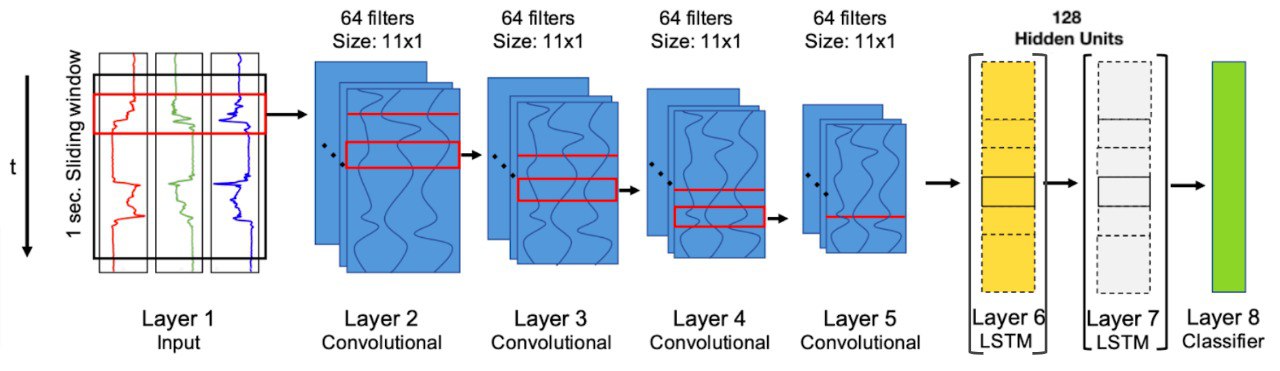 64 filters
Size: 11x1
64 filters
Size: 11x1
64 filters
Size: 11x1
64 filters
Size: 11x1
128
Hidden Units
t
1 sec. Sliding window
Layer 1
Input
Layer 2
Convolutional
Layer 3
Convolutional
Layer 4
Convolutional
Layer 5
Convolutional
Layer 6
LSTM
Layer 7
LSTM
Layer 8
Classifier